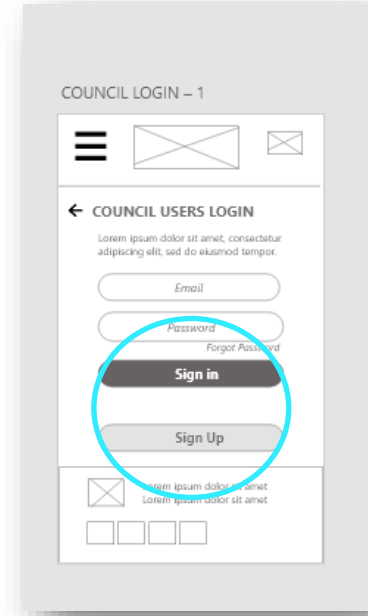 COUNCIL LOGIN – 1
COUNCIL USERS LOGIN
Lorem ipsum dolor sit amet, consectetur
adipiscing elit, sed do eiusmod tempor.
Email
Password
Forgot Password
Sign in
Sign Up
Lorem ipsum dolor sit amet
Lorem ipsum dolor sit amet